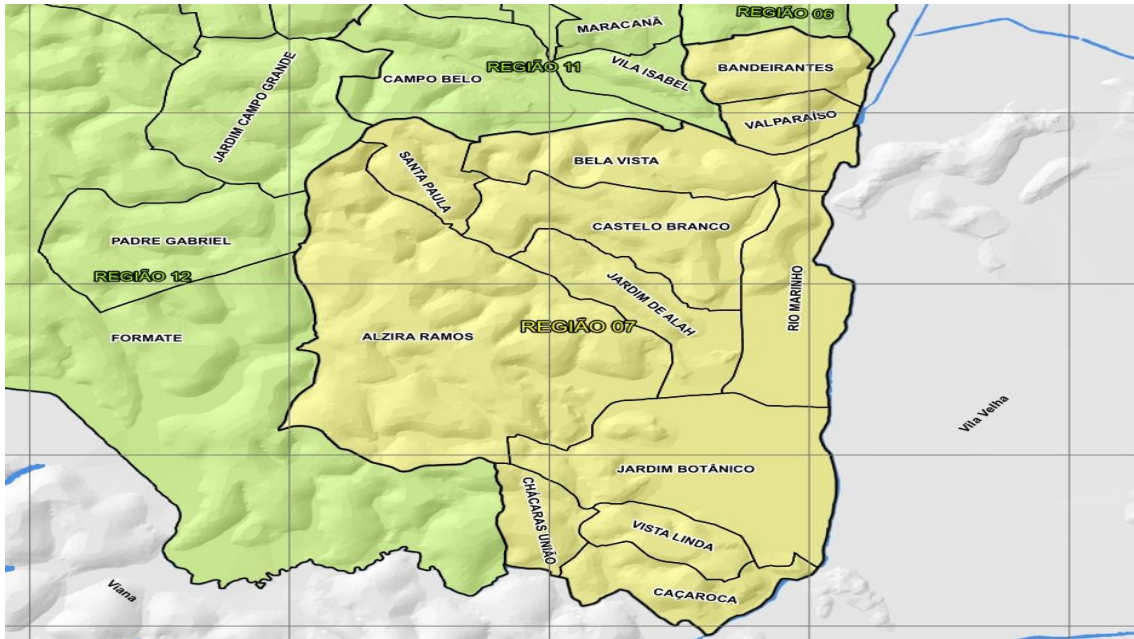 REGIÃO 06
MARACANÃ
REGIÃO 11
VILA ISABEL
BANDEIRANTES
CAMPO BELO
JARDIM CAMPO GRANDE
VALPARAÍSO
SANTA PAULA
BELA VISTA
CASTELO BRANCO
PADRE GABRIEL
REGIÃO 12
JARDIM DE ALAH
RIO MARINHO
REGIÃO 07
FORMATE
ALZIRA RAMOS
Vila Velha
JARDIM BOTÂNICO
CHÁCARAS UNIÃO
VISTA LINDA
Viana
CAÇAROCA